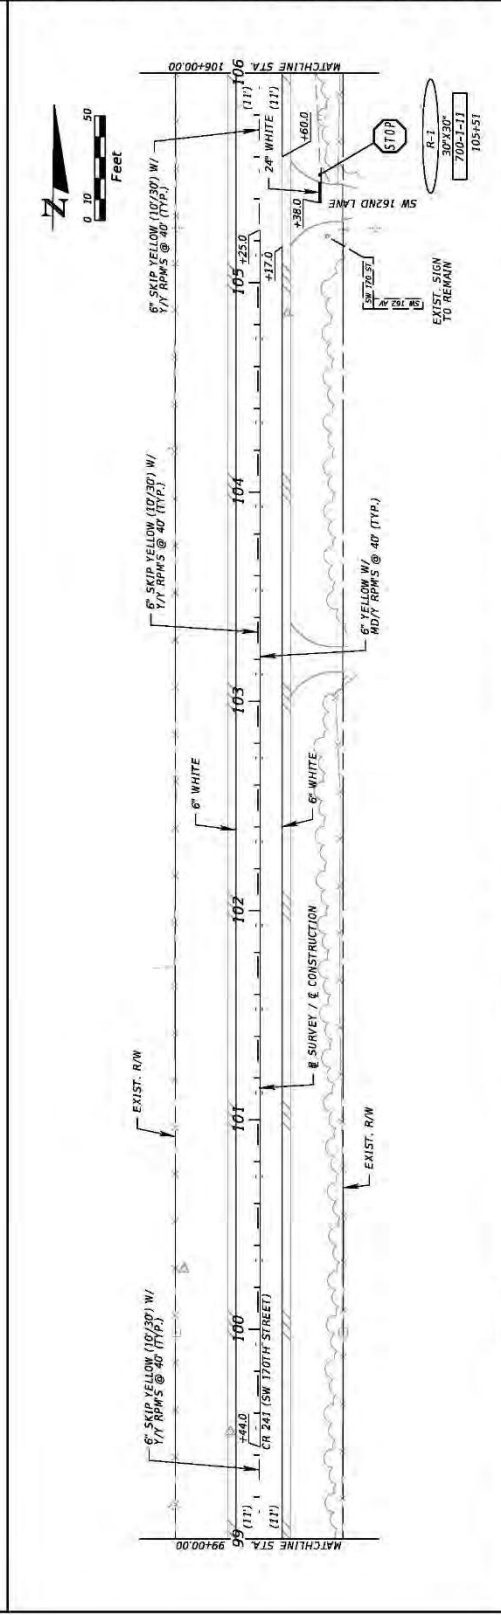 MATCHLINE STA. 99+00.00
99
(11')
(11')
6" SKIP YELLOW (10'/30') W/
Y/Y RPM'S @ 40' (TYP.)
+44.0
CR 241 (SW 170TH STREET)
100
EXIST. R/W
101
EXIST. R/W
℄ SURVEY / ℄ CONSTRUCTION
102
6" WHITE
6" WHITE
103
6" SKIP YELLOW (10'/30') W/
Y/Y RPM'S @ 40' (TYP.)
6" YELLOW W/
MD/Y RPM'S @ 40' (TYP.)
104
6" SKIP YELLOW (10'/30') W/
Y/Y RPM'S @ 40' (TYP.)
105
+25.0
+17.0
24" WHITE
+38.0
+60.0
(11')
(11')
106
MATCHLINE STA. 106+00.00
SW 162ND LANE
STOP
SW 170 ST
SW 162 AV
EXIST. SIGN
TO REMAIN
R-1
30"X30"
700-1-11
105+51
N
0 10 50
Feet